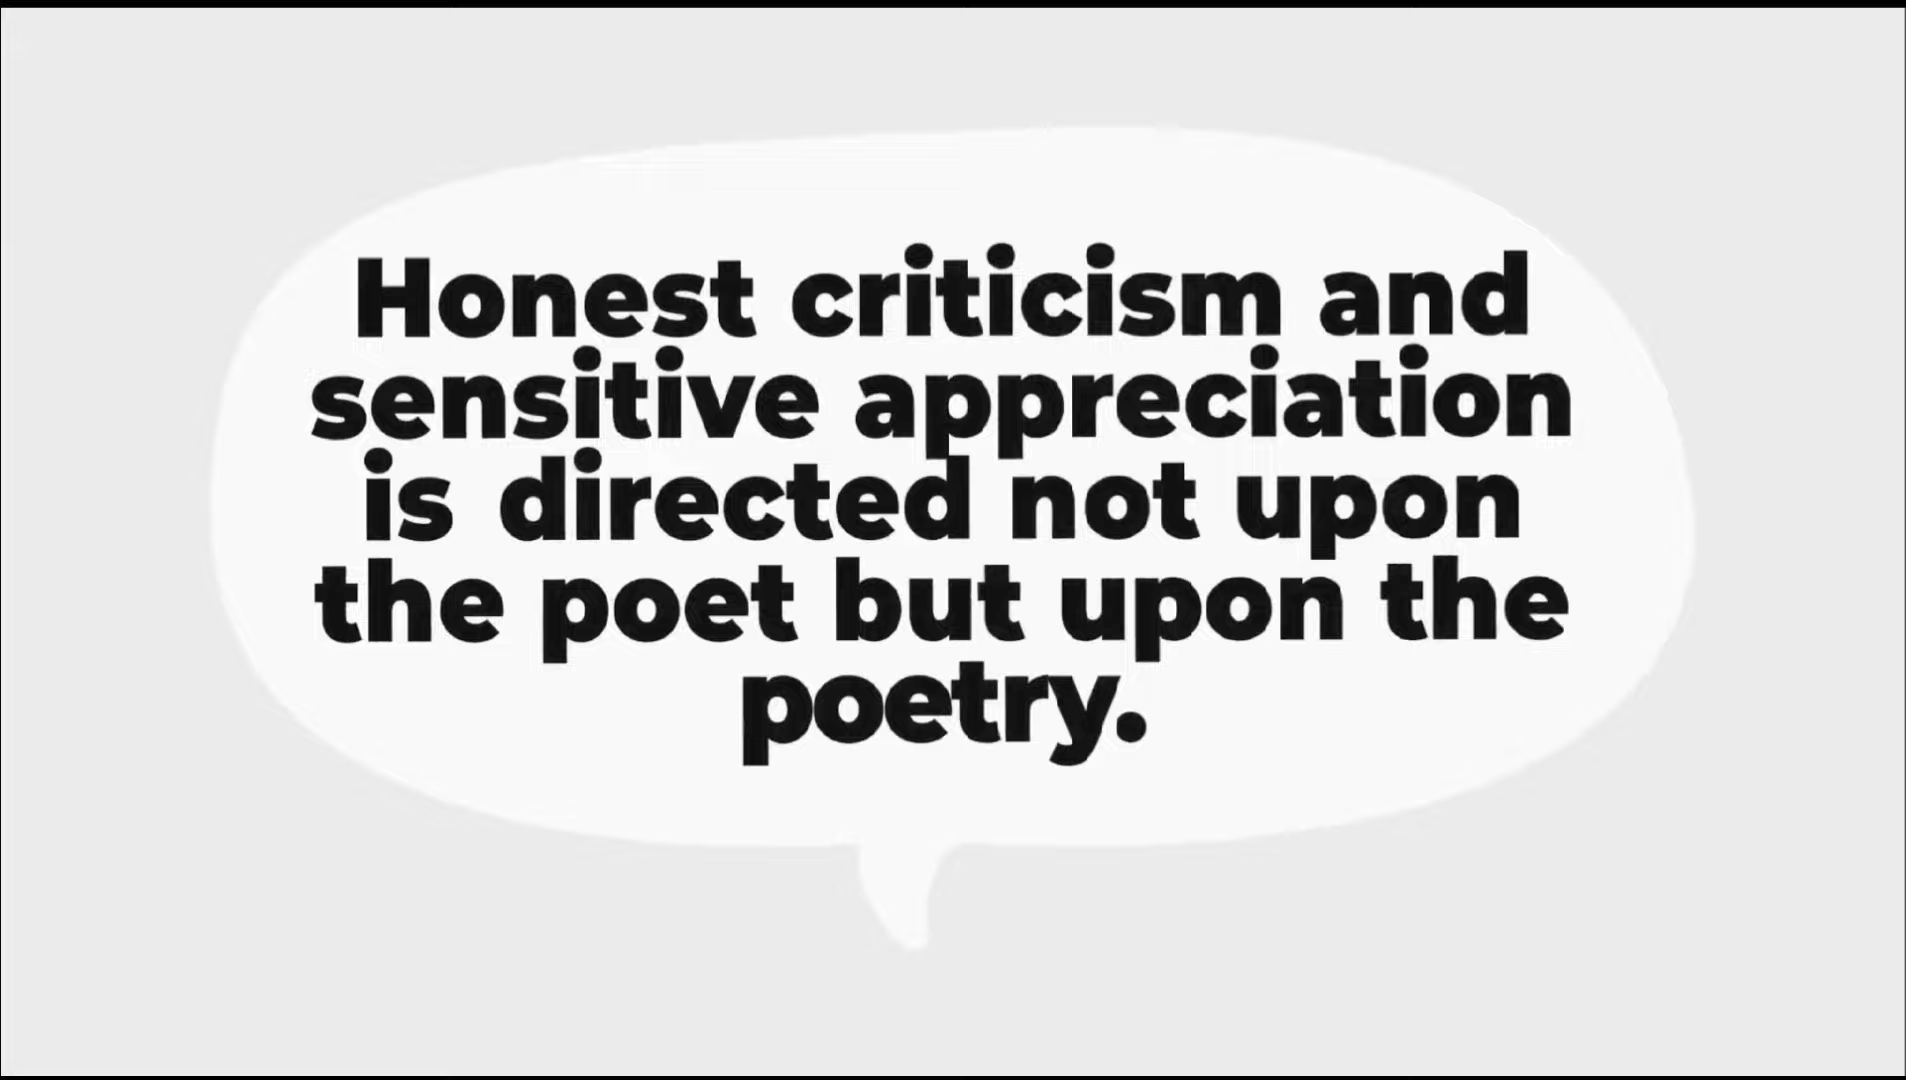 Honest criticism and
sensitive appreciation
is directed not upon
the poet but upon the
poetry.